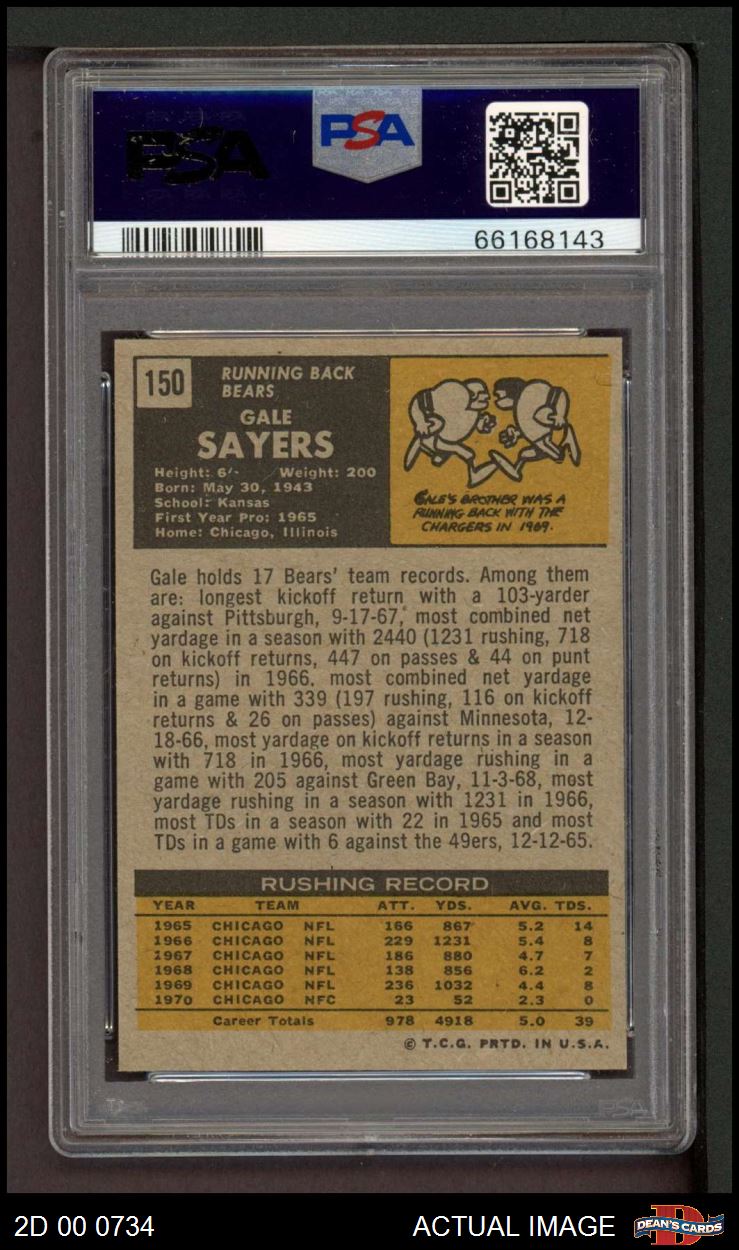 PSA
PSA
66168143
150
RUNNING BACK
BEARS
GALE
SAYERS
Height: 6'- Weight: 200
Born: May 30, 1943
School: Kansas
First Year Pro: 1965
Home: Chicago, Illinois
GALE'S BROTHER WAS A
RUNNING BACK WITH THE
CHARGERS IN 1969.
Gale holds 17 Bears' team records. Among them
are: longest kickoff return with a 103-yarder
against Pittsburgh, 9-17-67, most combined net
yardage in a season with 2440 (1231 rushing, 718
on kickoff returns, 447 on passes & 44 on punt
returns) in 1966, most combined net yardage
in a game with 339 (197 rushing, 116 on kickoff
returns & 26 on passes) against Minnesota, 12-
18-66, most yardage on kickoff returns in a season
with 718 in 1966, most yardage rushing in a
game with 205 against Green Bay, 11-3-68, most
yardage rushing in a season with 1231 in 1966,
most TDs in a season with 22 in 1965 and most
TDs in a game with 6 against the 49ers, 12-12-65.
RUSHING RECORD
YEAR TEAM ATT. YDS. AVG. TDS.
1965 CHICAGO NFL 166 867 5.2 14
1966 CHICAGO NFL 229 1231 5.4 8
1967 CHICAGO NFL 186 880 4.7 7
1968 CHICAGO NFL 138 856 6.2 2
1969 CHICAGO NFL 236 1032 4.4 8
1970 CHICAGO NFC 23 52 2.3 0
Career Totals 978 4918 5.0 39
© T.C.G. PRTD. IN U.S.A.
PSA
2D 00 0734
ACTUAL IMAGE
D
DEAN'S CARDS